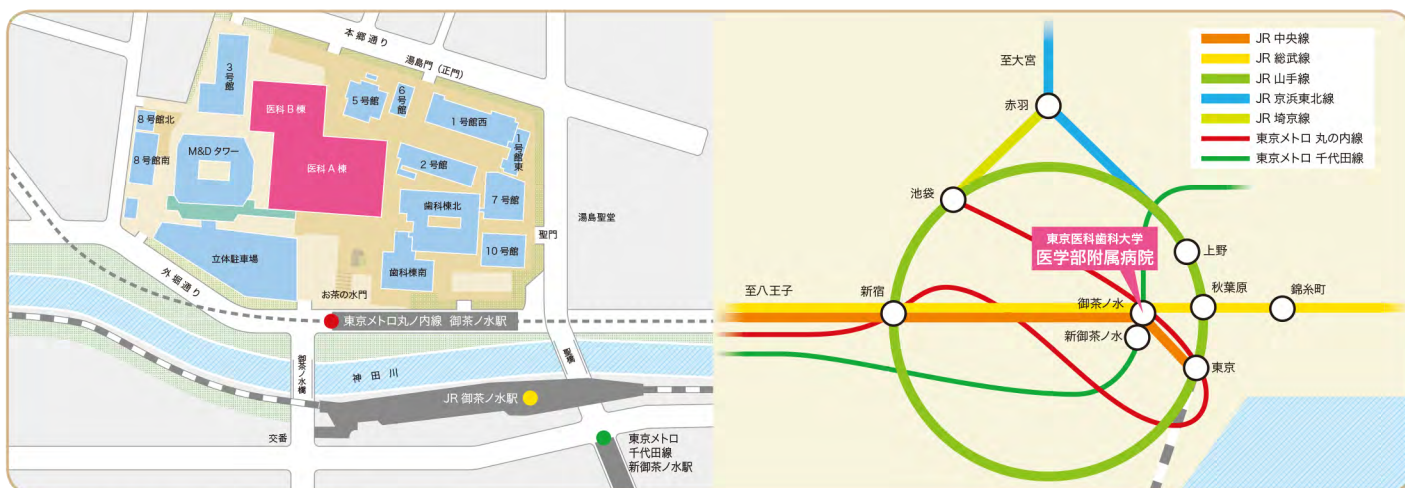 本郷通り
湯島門（正門）
3号館
医科B棟
5号館
6号館
1号館西
1号館東
8号館北
8号館南
M&Dタワー
医科A棟
2号館
7号館
歯科棟北
湯島聖堂
聖門
10号館
立体駐車場
歯科棟南
外堀通り
お茶の水門
東京メトロ丸ノ内線 御茶ノ水駅
御茶ノ水橋
神田川
聖橋
JR 御茶ノ水駅
交番
東京メトロ
千代田線
新御茶ノ水駅
至大宮
赤羽
池袋
東京医科歯科大学
医学部附属病院
上野
至八王子
新宿
御茶ノ水
秋葉原
錦糸町
新御茶ノ水
東京
JR 中央線
JR 総武線
JR 山手線
JR 京浜東北線
JR 埼京線
東京メトロ 丸の内線
東京メトロ 千代田線